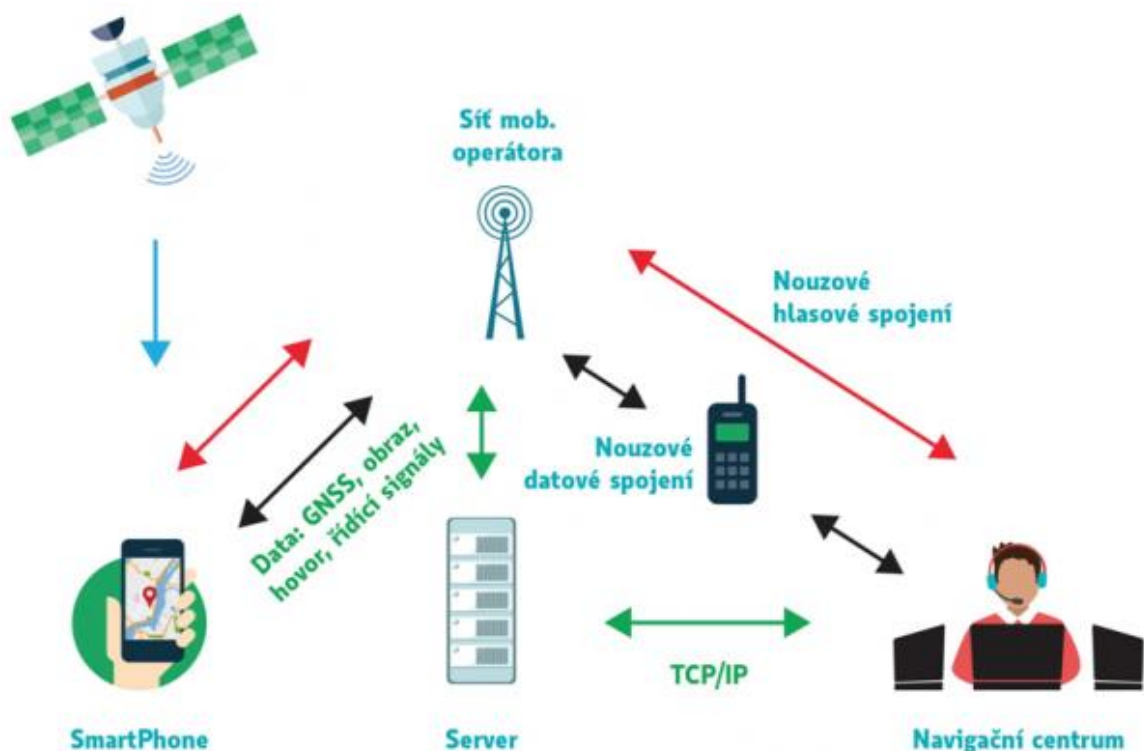 Síť mob.
operátora
Nouzové
hlasové spojení
Nouzové
datové spojení
Data: GNSS, obraz,
hovor, řídící signály
TCP/IP
SmartPhone
Server
Navigační centrum